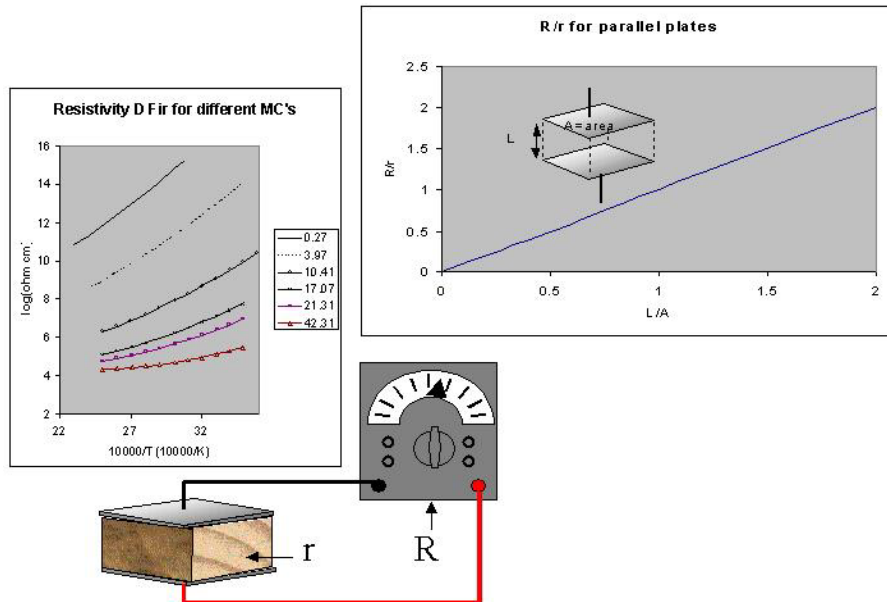 R/r for parallel plates
2.5
2
1.5
1
0.5
0
R/r
L
A = area
0
0.5
1
1.5
2
L/A
Resistivity D Fir for different MC's
16
14
12
10
8
6
4
2
log(ohm cm)
22
27
32
10000/T (10000/K)
0.27
3.97
10.41
17.07
21.31
42.31
r
R